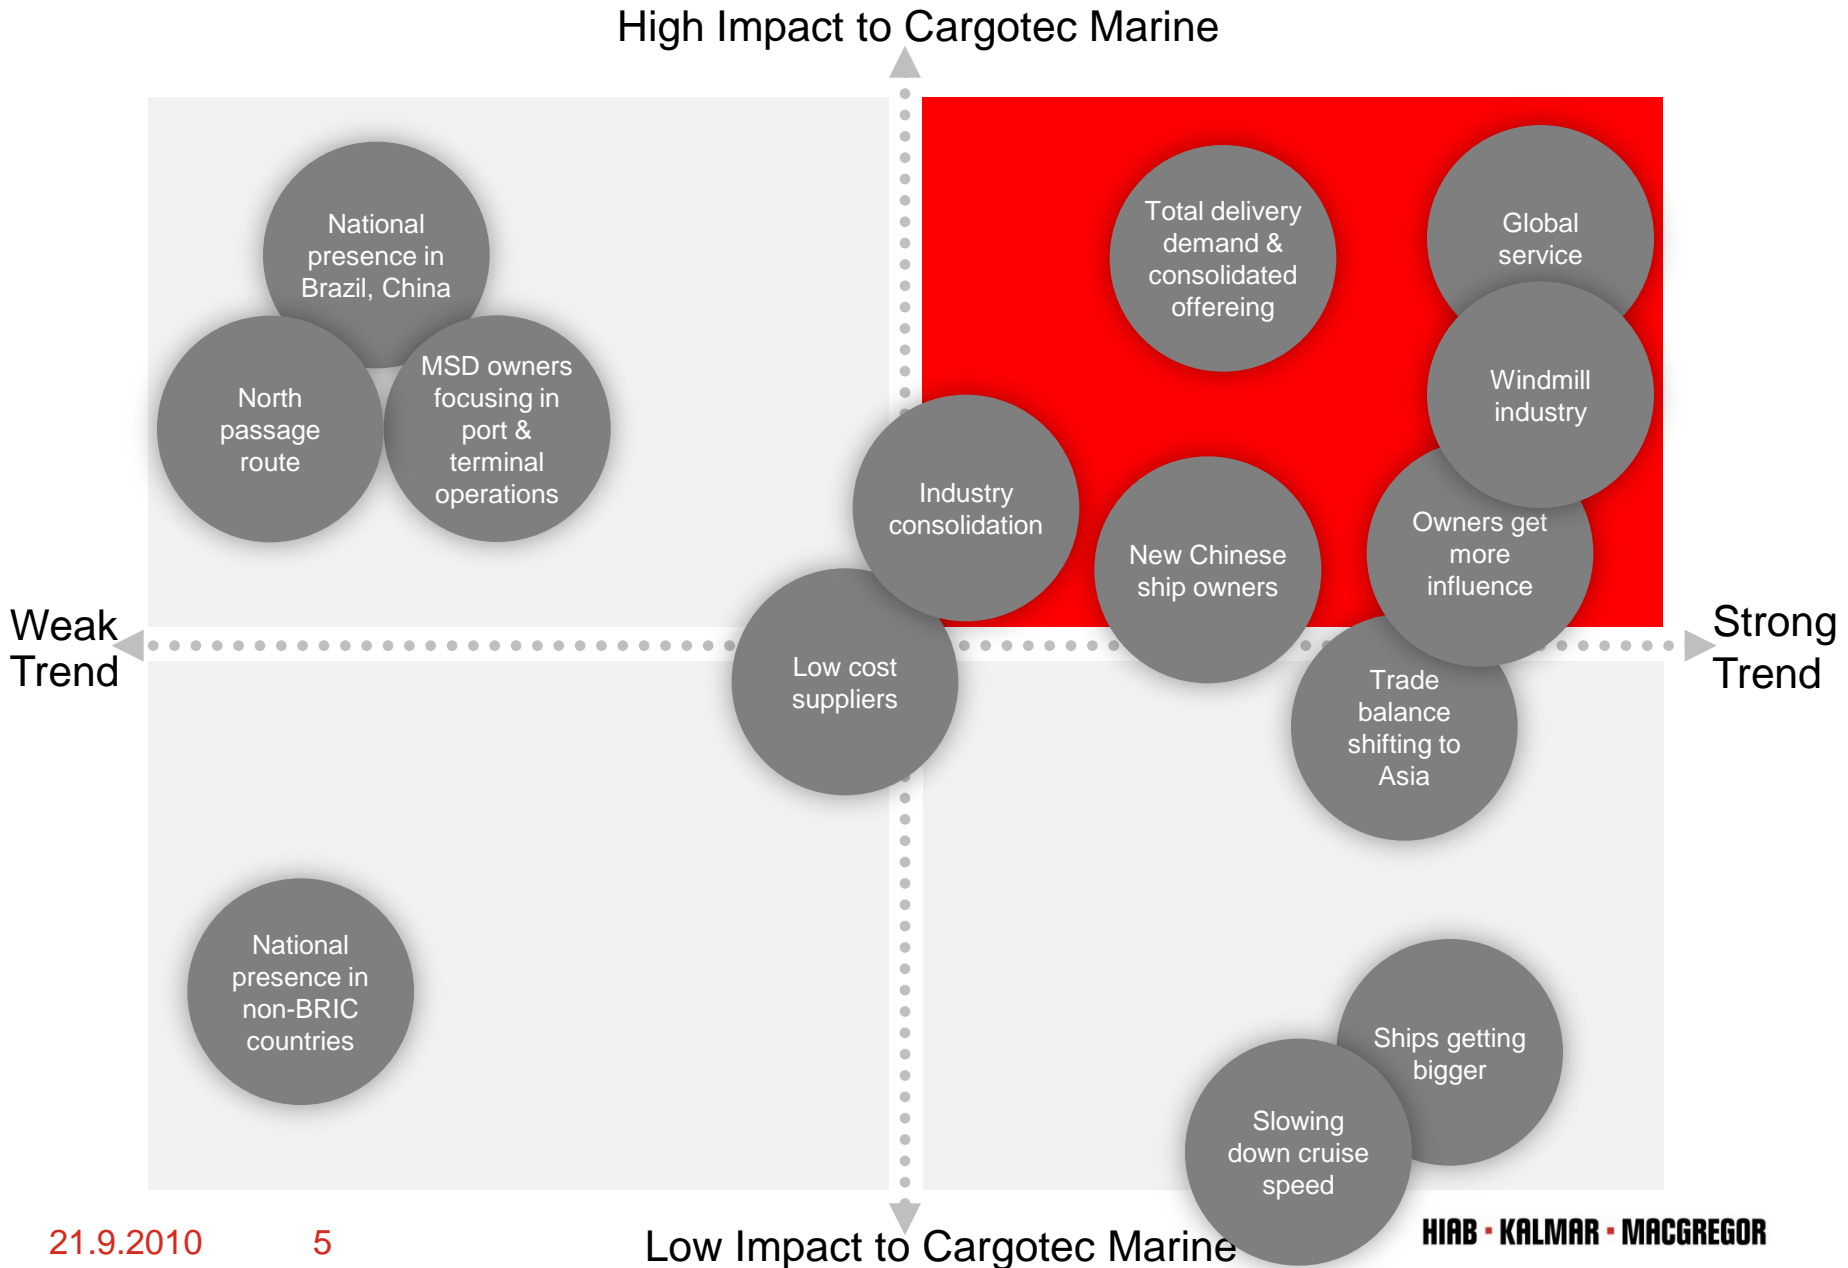 High Impact to Cargotec Marine
National
presence in
Brazil, China
Total delivery
demand &
consolidated
offereing
Global
service
North
passage
route
MSD owners
focusing in
port &
terminal
operations
Windmill
industry
Industry
consolidation
New Chinese
ship owners
Owners get
more
influence
Weak
Trend
Strong
Trend
Low cost
suppliers
Trade
balance
shifting to
Asia
National
presence in
non-BRIC
countries
Ships getting
bigger
Slowing
down cruise
speed
21.9.2010
5
Low Impact to Cargotec Marine
HIAB - KALMAR - MACGREGOR